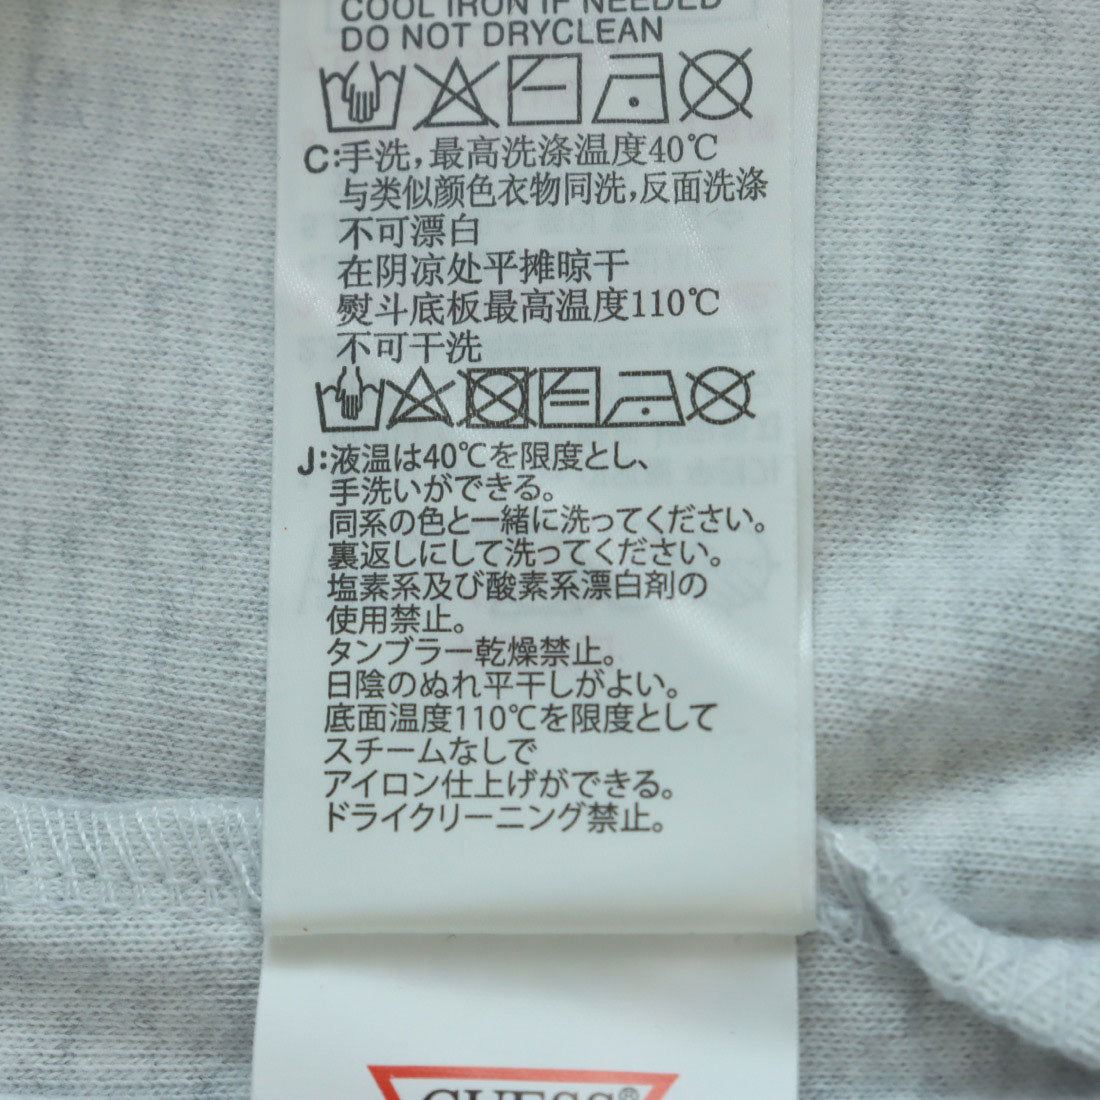 COOL IRON IF NEEDED
DO NOT DRYCLEAN
C:手洗,最高洗涤温度40℃
与类似颜色衣物同洗,反面洗涤
不可漂白
在阴凉处平摊晾干
熨斗底板最高温度110℃
不可干洗
J:液温は40℃を限度とし、
手洗いができる。
同系の色と一緒に洗ってください。
裏返しにして洗ってください。
塩素系及び酸素系漂白剤の
使用禁止。
タンブラー乾燥禁止。
日陰のぬれ平干しがよい。
底面温度110℃を限度として
スチームなしで
アイロン仕上げができる。
ドライクリーニング禁止。
GUESS®